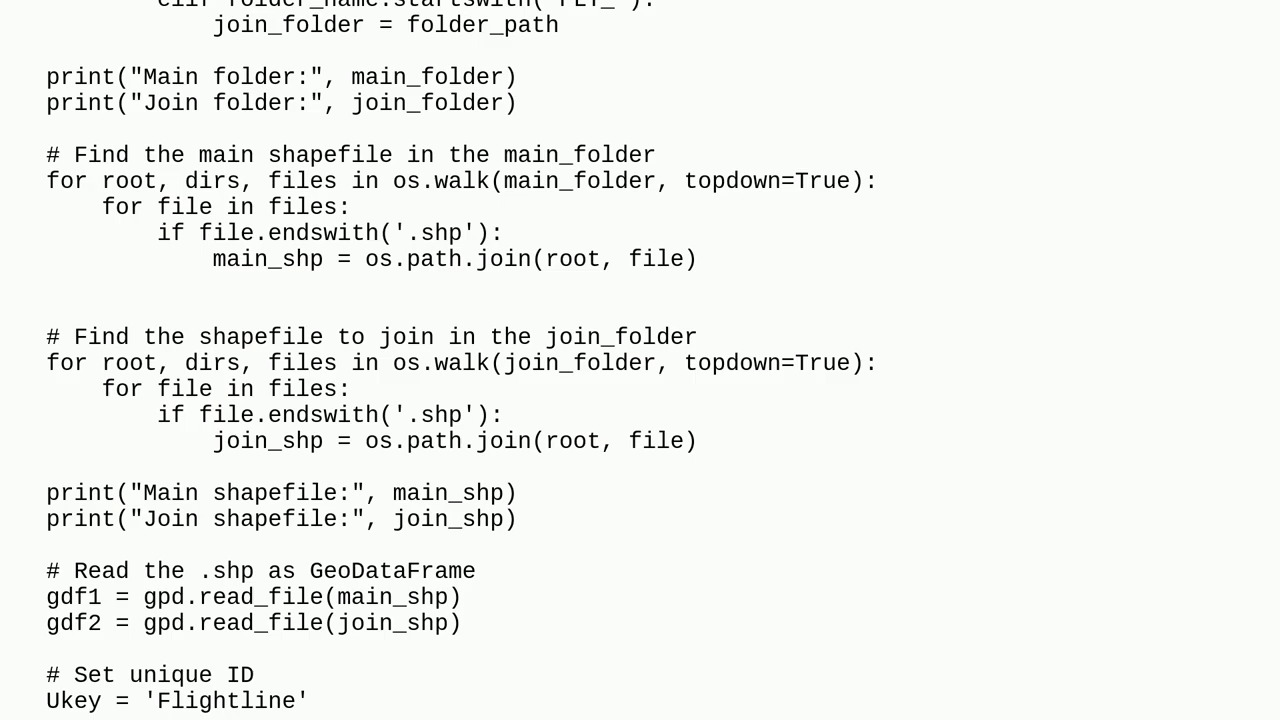 elif folder_name.startswith('FLT_'):
join_folder = folder_path
print("Main folder:", main_folder)
print("Join folder:", join_folder)
# Find the main shapefile in the main_folder
for root, dirs, files in os.walk(main_folder, topdown=True):
for file in files:
if file.endswith('.shp'):
main_shp = os.path.join(root, file)
# Find the shapefile to join in the join_folder
for root, dirs, files in os.walk(join_folder, topdown=True):
for file in files:
if file.endswith('.shp'):
join_shp = os.path.join(root, file)
print("Main shapefile:", main_shp)
print("Join shapefile:", join_shp)
# Read the .shp as GeoDataFrame
gdf1 = gpd.read_file(main_shp)
gdf2 = gpd.read_file(join_shp)
# Set unique ID
Ukey = 'Flightline'